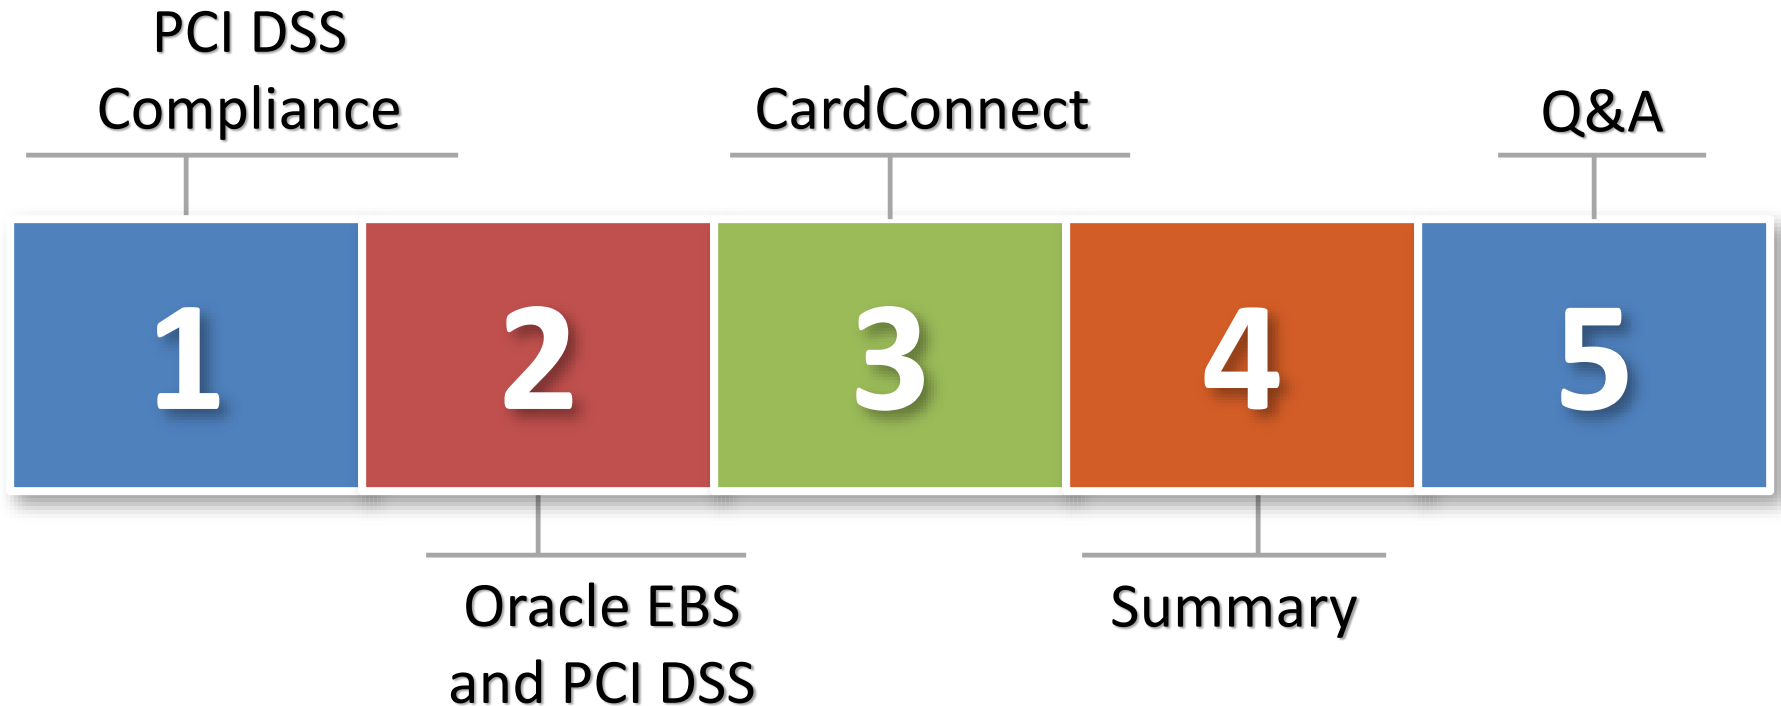 PCI DSS
Compliance
CardConnect
Q&A
1
2
3
4
5
Oracle EBS
and PCI DSS
Summary